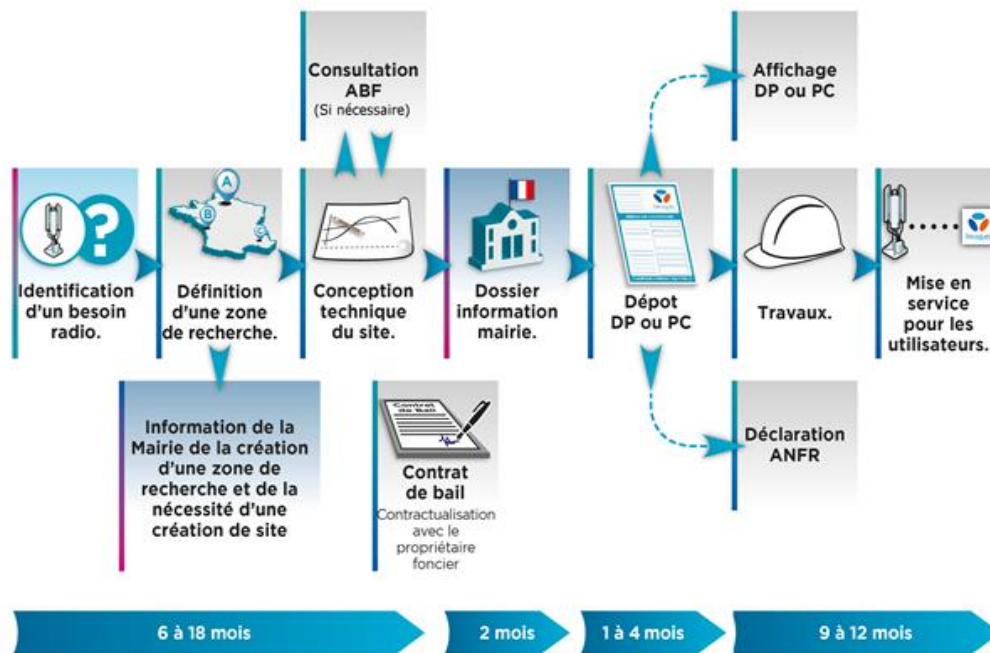 Consultation
ABF
(Si nécessaire)
Affichage
DP ou PC
A
B
C
Identification
d'un besoin
radio.
Définition
d'une zone
de recherche.
Conception
technique
du site.
Dossier
information
mairie.
Dépot
DP ou PC
Travaux.
Mise en
service
pour les
utilisateurs.
Information de la
Mairie de la création
d'une zone de
recherche et de la
nécessité d'une
création de site
Contrat
de Bail
Contrat
de bail
Contractualisation
avec le
propriétaire
foncier
Déclaration
ANFR
6 à 18 mois
2 mois
1 à 4 mois
9 à 12 mois